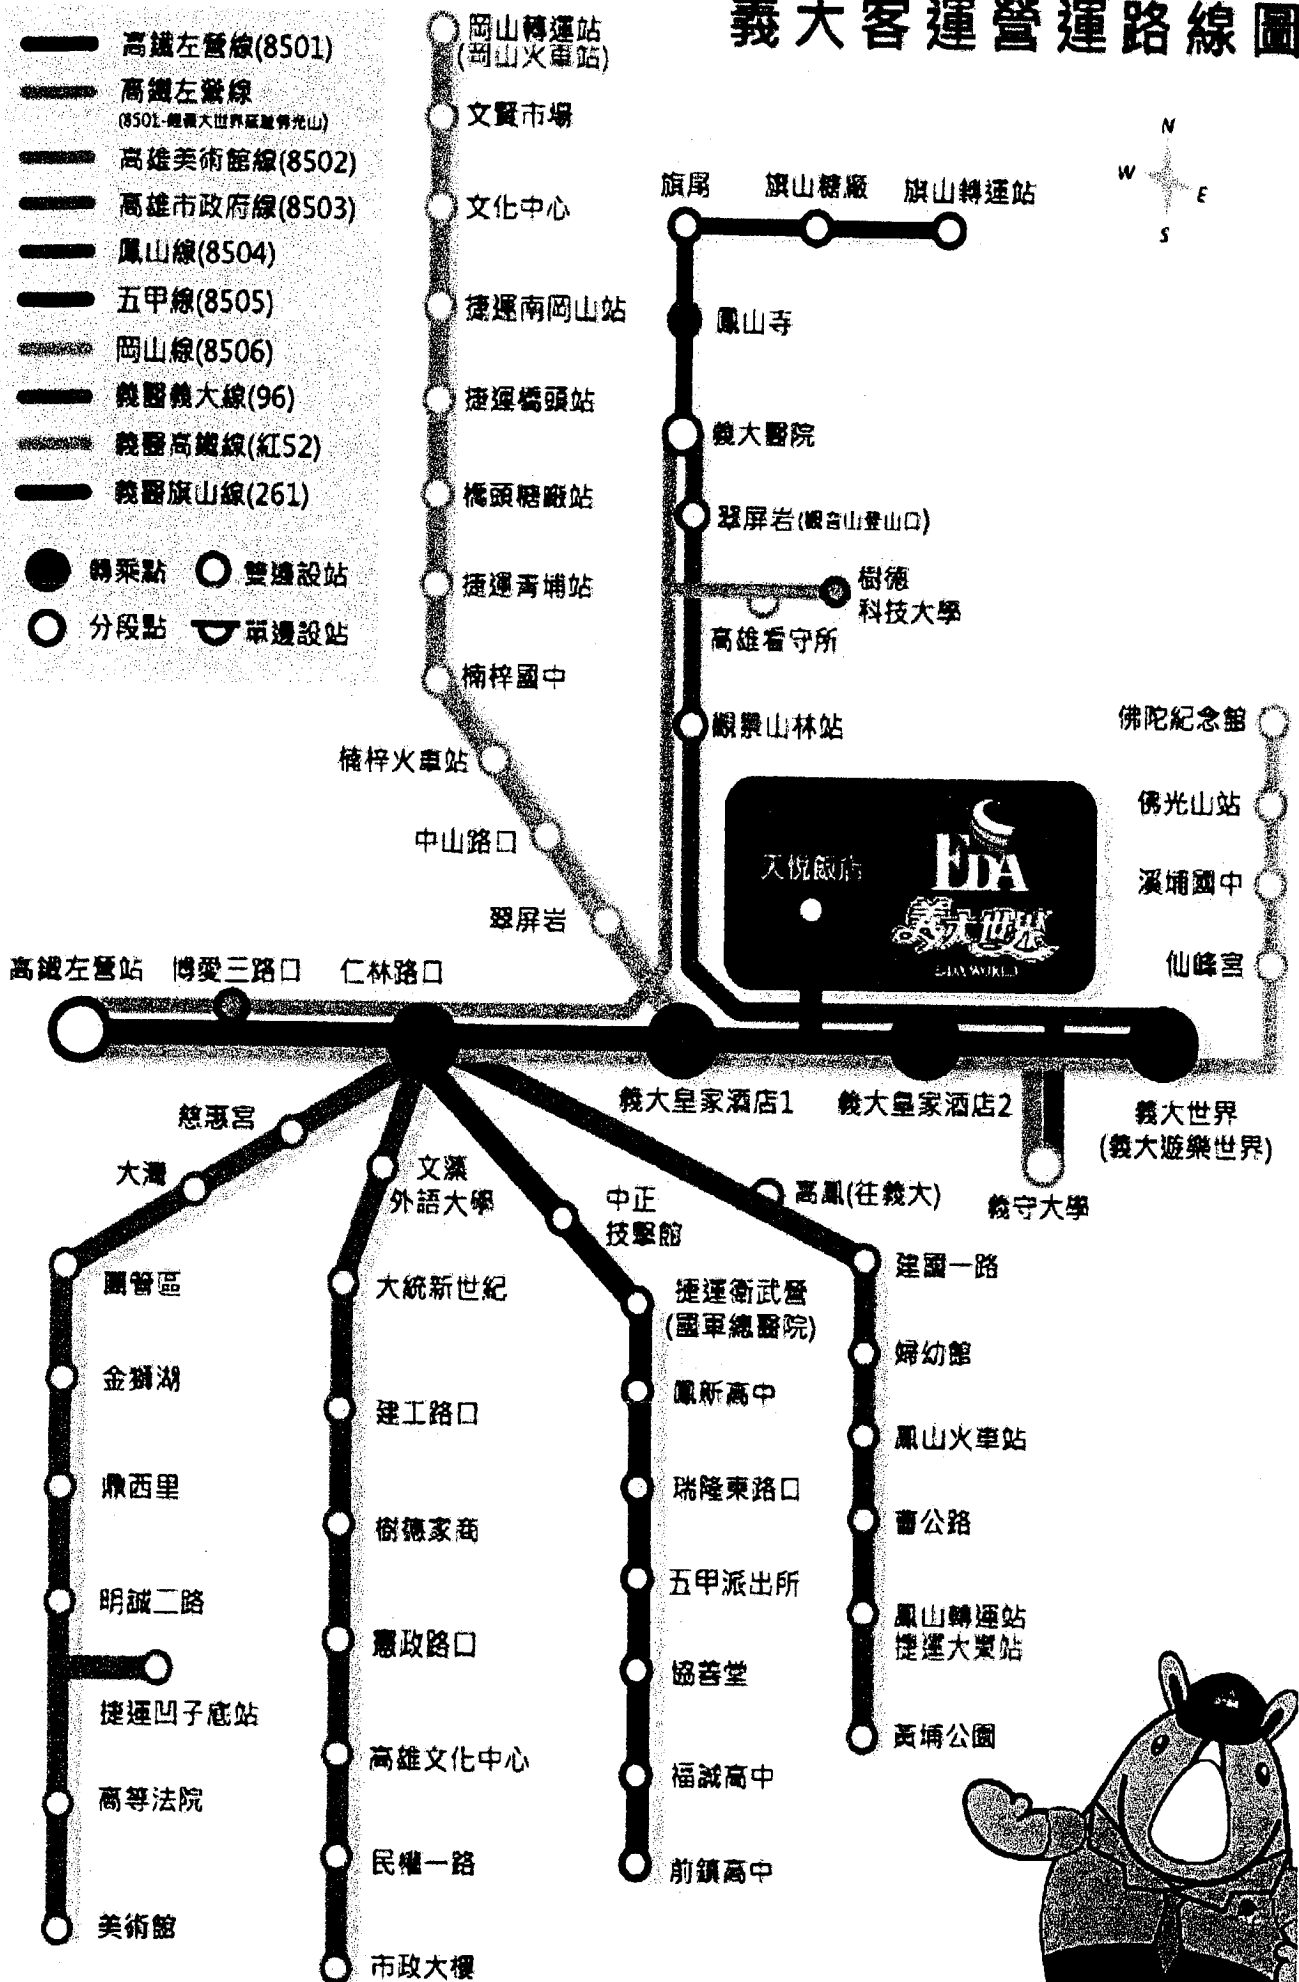 義大客運營運路線圖
高鐵左營線(8501)
高鐵左營線
(8501-經義大世界延駛佛光山)
高雄美術館線(8502)
高雄市政府線(8503)
鳳山線(8504)
五甲線(8505)
岡山線(8506)
義醫義大線(96)
義醫高鐵線(紅52)
義醫旗山線(261)
轉乘點
雙邊設站
分段點
單邊設站
N
W
E
S
岡山轉運站
(岡山火車站)
文賢市場
文化中心
捷運南岡山站
捷運橋頭站
橋頭糖廠站
捷運青埔站
楠梓國中
楠梓火車站
中山路口
翠屏岩
旗尾
旗山糖廠
旗山轉運站
鳳山寺
義大醫院
翠屏岩(觀音山登山口)
樹德
科技大學
高雄看守所
觀景山林站
天悅飯店
EDA
義大世界
E-DA WORLD
佛陀紀念館
佛光山站
溪埔國中
仙峰宮
高鐵左營站
博愛三路口
仁林路口
義大皇家酒店1
義大皇家酒店2
義大世界
(義大遊樂世界)
義守大學
慈惠宮
大灣
團管區
金獅湖
鼎西里
明誠二路
捷運凹子底站
高等法院
美術館
文藻
外語大學
大統新世紀
建工路口
樹德家商
憲政路口
高雄文化中心
民權一路
市政大樓
中正
技擊館
捷運衛武營
(國軍總醫院)
鳳新高中
瑞隆東路口
五甲派出所
協善堂
福誠高中
前鎮高中
高鳳(往義大)
建國一路
婦幼館
鳳山火車站
曹公路
鳳山轉運站
捷運大東站
黃埔公園